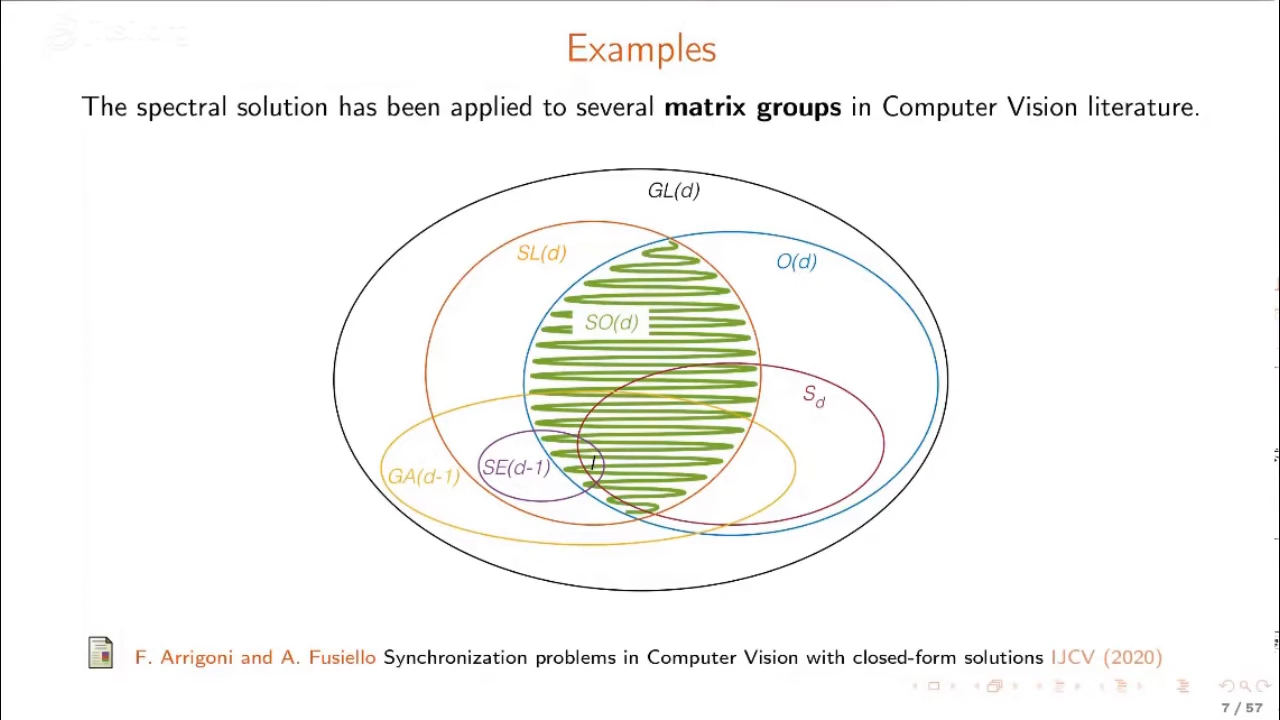 Examples
The spectral solution has been applied to several matrix groups in Computer Vision literature.
GL(d)
SL(d)
O(d)
SO(d)
S_d
I
SE(d-1)
GA(d-1)
F. Arrigoni and A. Fusiello Synchronization problems in Computer Vision with closed-form solutions IJCV (2020)
7 / 57